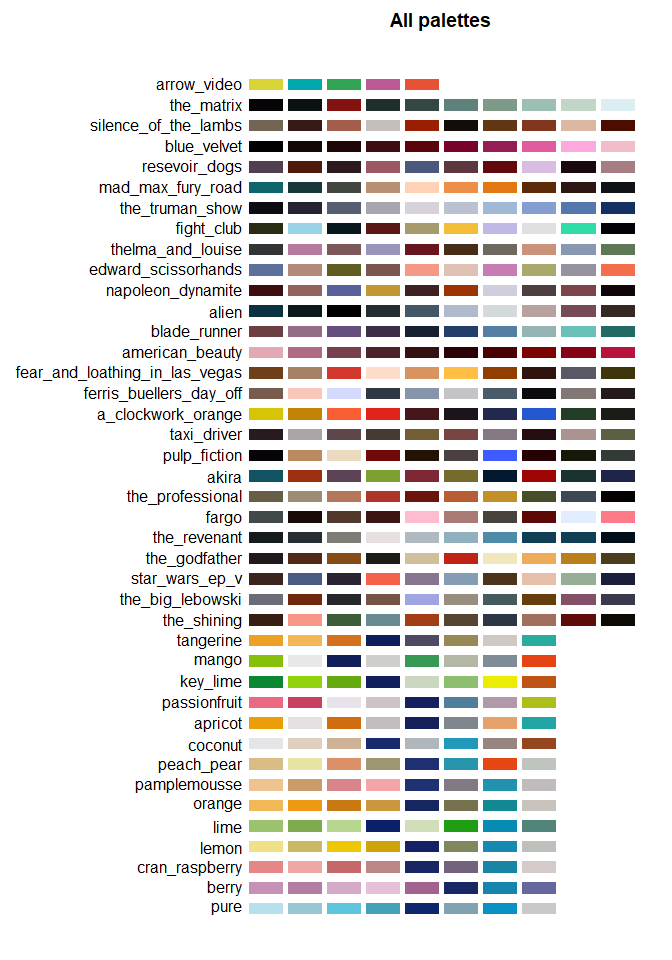 All palettes
arrow_video
the_matrix
silence_of_the_lambs
blue_velvet
resevoir_dogs
mad_max_fury_road
the_truman_show
fight_club
thelma_and_louise
edward_scissorhands
napoleon_dynamite
alien
blade_runner
american_beauty
fear_and_loathing_in_las_vegas
ferris_buellers_day_off
a_clockwork_orange
taxi_driver
pulp_fiction
akira
the_professional
fargo
the_revenant
the_godfather
star_wars_ep_v
the_big_lebowski
the_shining
tangerine
mango
key_lime
passionfruit
apricot
coconut
peach_pear
pamplemousse
orange
lime
lemon
cran_raspberry
berry
pure